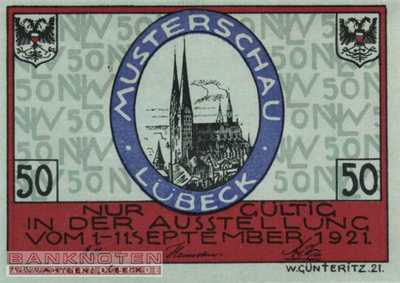 MUSTERSCHAU
LÜBECK
50 50
NUR GÜLTIG
IN DER AUSSTELLUNG
VOM 1-11. SEPTEMBER 1921.
BANKNOTEN
W. GÜNTERITZ. 21.